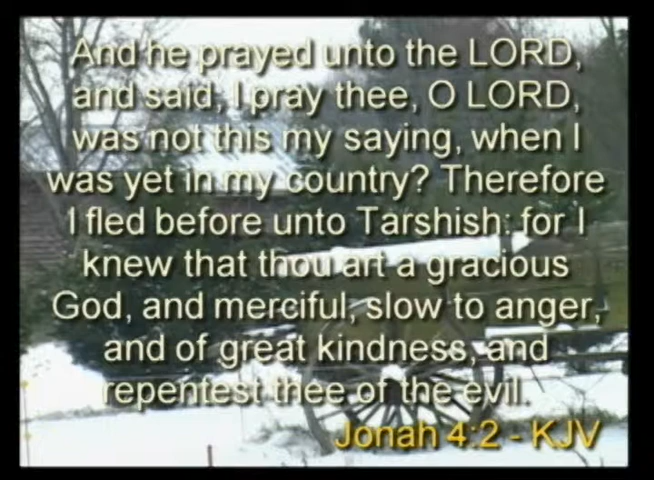 And he prayed unto the LORD,
and said, I pray thee, O LORD,
was not this my saying, when I
was yet in my country? Therefore
I fled before unto Tarshish: for I
knew that thou art a gracious
God, and merciful, slow to anger,
and of great kindness, and
repentest thee of the evil.
Jonah 4:2 - KJV